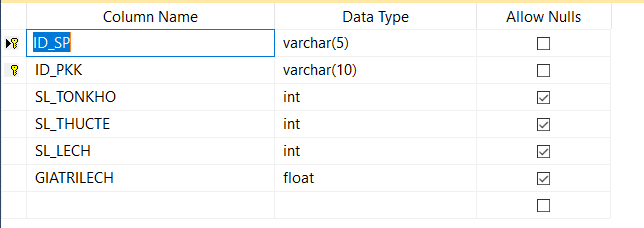 Column Name Data Type Allow Nulls
ID_SP varchar(5)
ID_PKK varchar(10)
SL_TONKHO int
SL_THUCTE int
SL_LECH int
GIATRILECH float